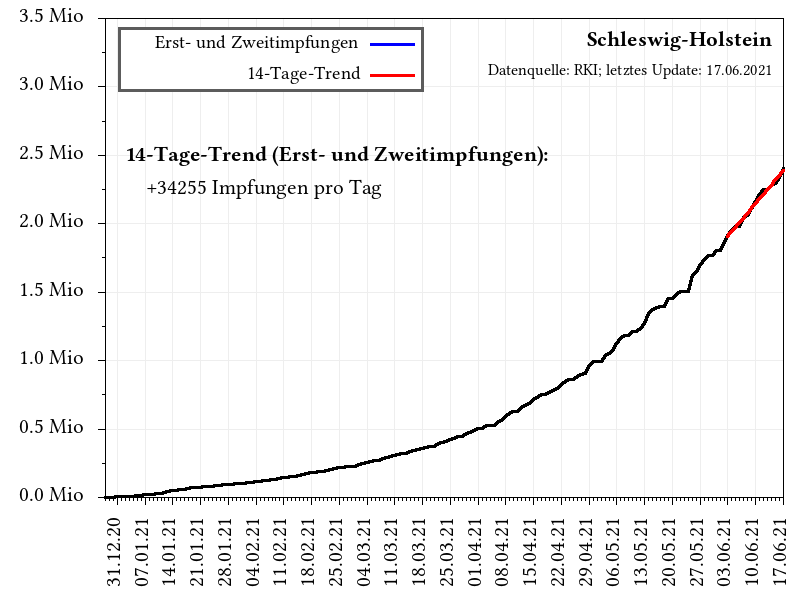 3.5 Mio
3.0 Mio
2.5 Mio
2.0 Mio
1.5 Mio
1.0 Mio
0.5 Mio
0.0 Mio
Erst- und Zweitimpfungen
14-Tage-Trend
Schleswig-Holstein
Datenquelle: RKI; letztes Update: 17.06.2021
14-Tage-Trend (Erst- und Zweitimpfungen):
+34255 Impfungen pro Tag
31.12.20
07.01.21
14.01.21
21.01.21
28.01.21
04.02.21
11.02.21
18.02.21
25.02.21
04.03.21
11.03.21
18.03.21
25.03.21
01.04.21
08.04.21
15.04.21
22.04.21
29.04.21
06.05.21
13.05.21
20.05.21
27.05.21
03.06.21
10.06.21
17.06.21